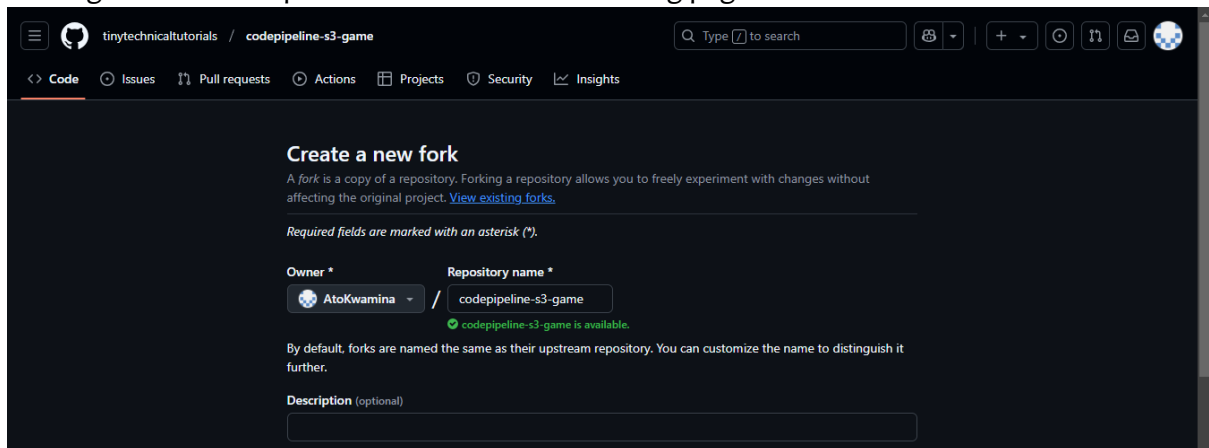 tinytechnicaltutorials / codepipeline-s3-game
Type / to search
Code Issues Pull requests Actions Projects Security Insights
Create a new fork
A fork is a copy of a repository. Forking a repository allows you to freely experiment with changes without
affecting the original project. View existing forks.
Required fields are marked with an asterisk (*).
Owner * Repository name *
AtoKwamina / codepipeline-s3-game
codepipeline-s3-game is available.
By default, forks are named the same as their upstream repository. You can customize the name to distinguish it
further.
Description (optional)